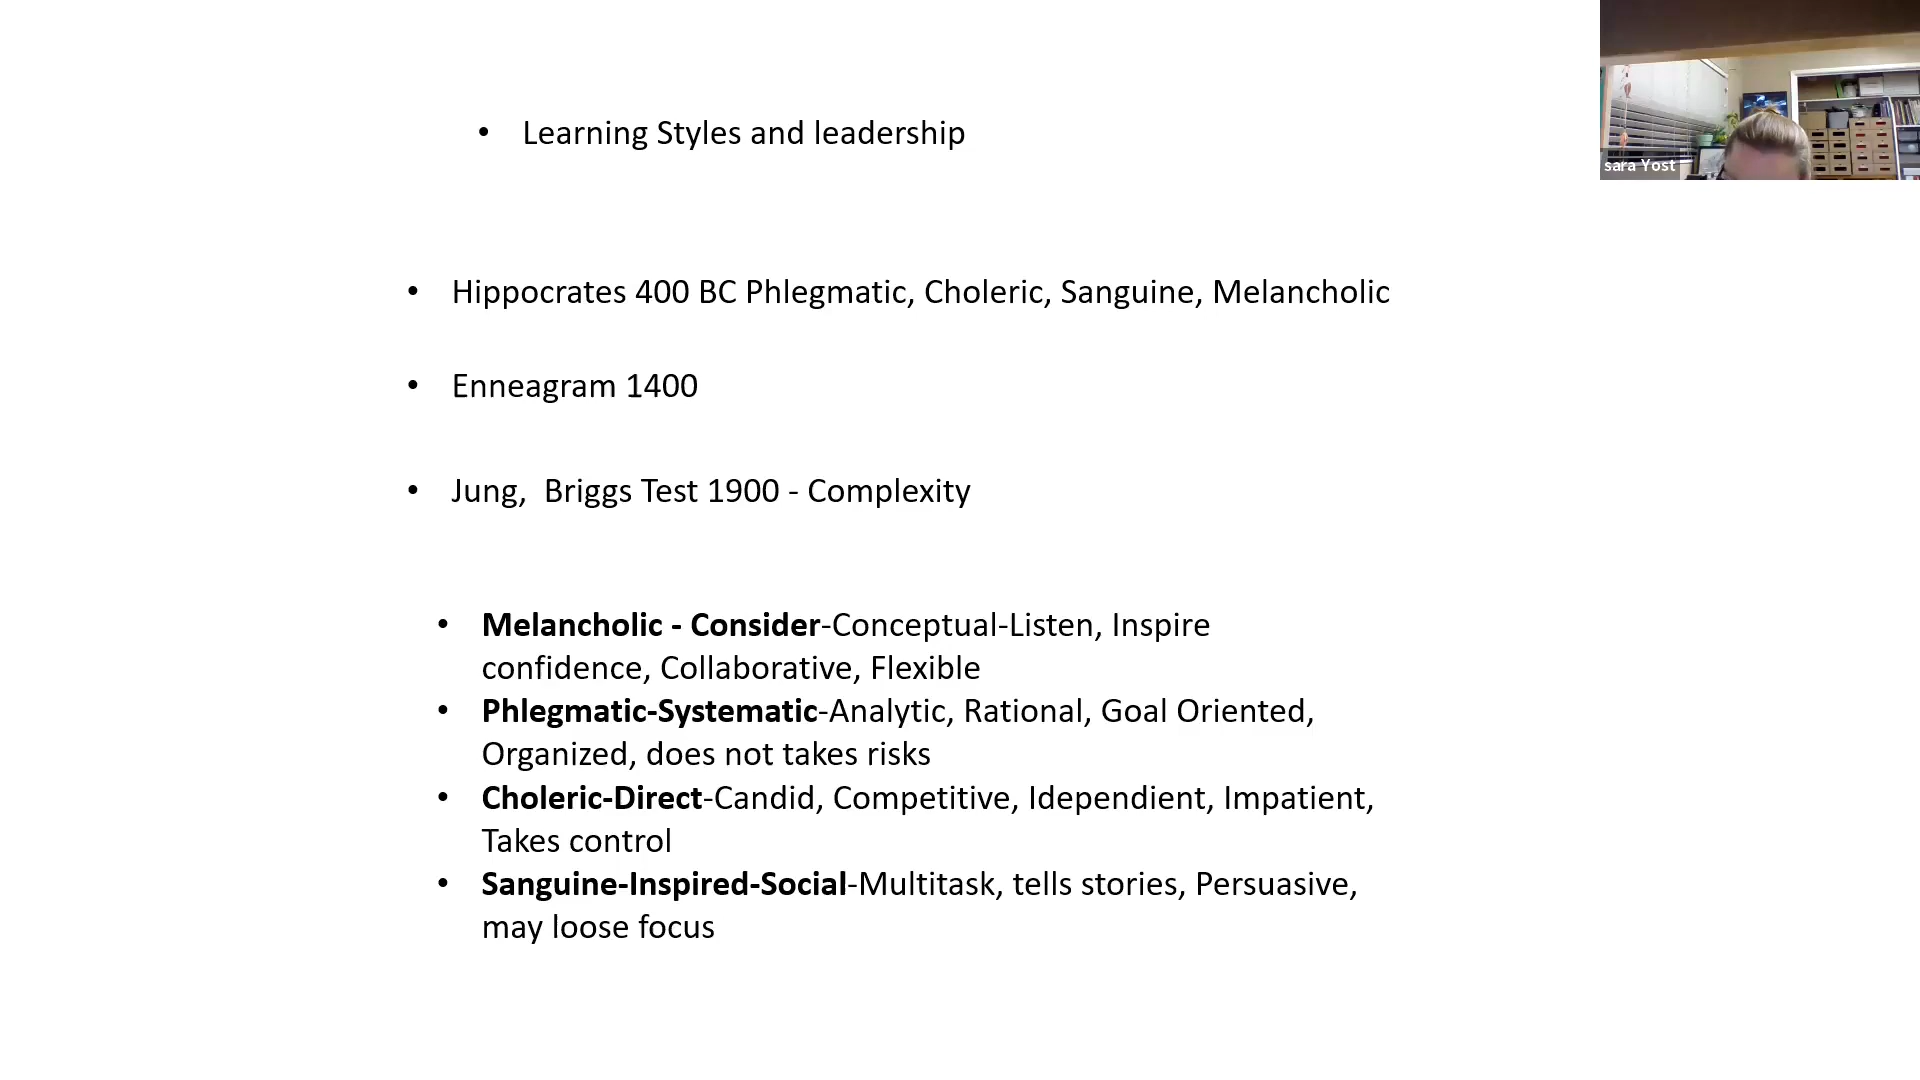 • Learning Styles and leadership
sara Yost
• Hippocrates 400 BC Phlegmatic, Choleric, Sanguine, Melancholic
• Enneagram 1400
• Jung,  Briggs Test 1900 - Complexity
• Melancholic - Consider-Conceptual-Listen, Inspire
confidence, Collaborative, Flexible
• Phlegmatic-Systematic-Analytic, Rational, Goal Oriented,
Organized, does not takes risks
• Choleric-Direct-Candid, Competitive, Idependient, Impatient,
Takes control
• Sanguine-Inspired-Social-Multitask, tells stories, Persuasive,
may loose focus